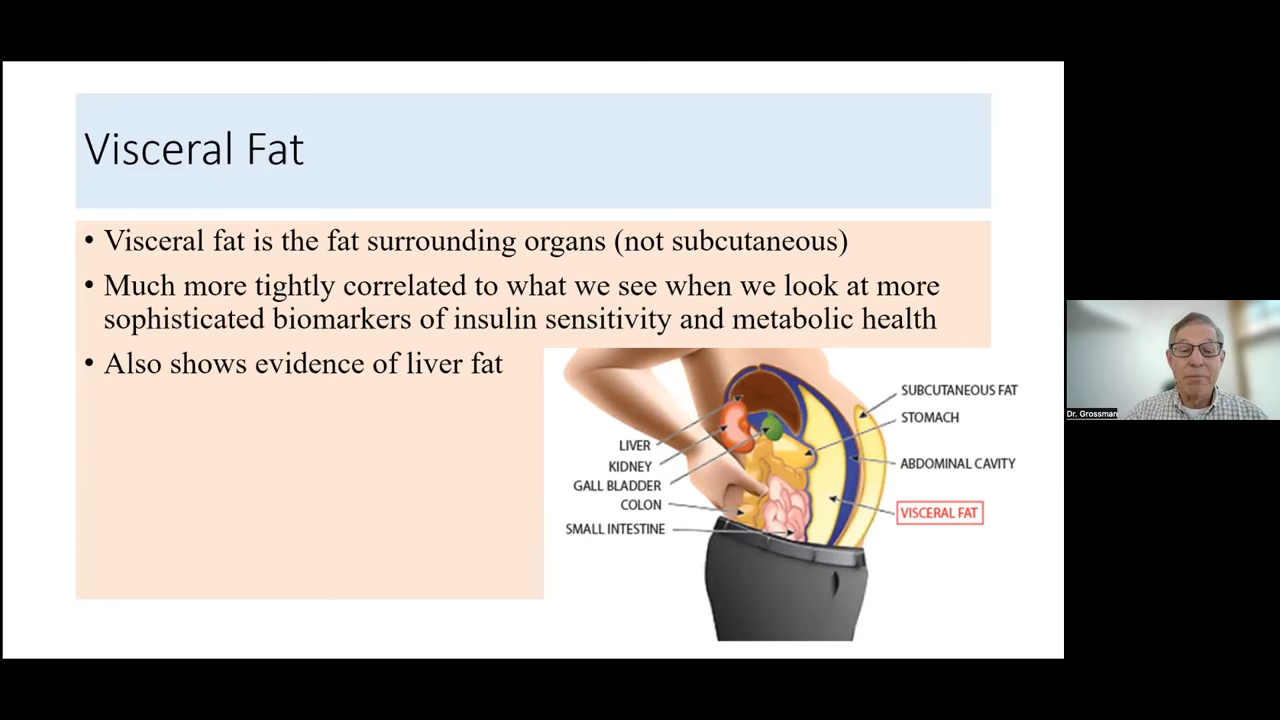 Visceral Fat
• Visceral fat is the fat surrounding organs (not subcutaneous)
• Much more tightly correlated to what we see when we look at more
sophisticated biomarkers of insulin sensitivity and metabolic health
• Also shows evidence of liver fat
LIVER
KIDNEY
GALL BLADDER
COLON
SMALL INTESTINE
SUBCUTANEOUS FAT
STOMACH
ABDOMINAL CAVITY
VISCERAL FAT
Dr. Grossman